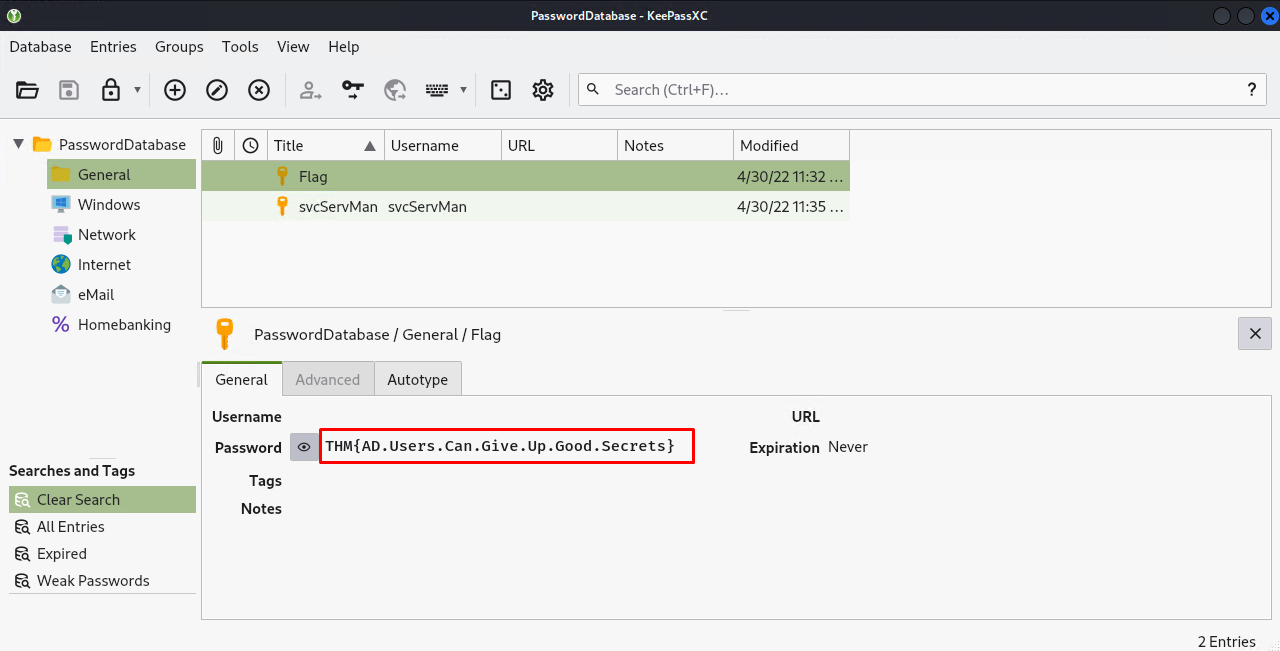 PasswordDatabase - KeePassXC
Database Entries Groups Tools View Help
Search (Ctrl+F)... ?
PasswordDatabase
General
Windows
Network
Internet
eMail
Homebanking
Searches and Tags
Clear Search
All Entries
Expired
Weak Passwords
Title Username URL Notes Modified
Flag 4/30/22 11:32 ...
svcServMan svcServMan 4/30/22 11:35 ...
PasswordDatabase / General / Flag
General Advanced Autotype
Username URL
Password THM{AD.Users.Can.Give.Up.Good.Secrets} Expiration Never
Tags
Notes
2 Entries